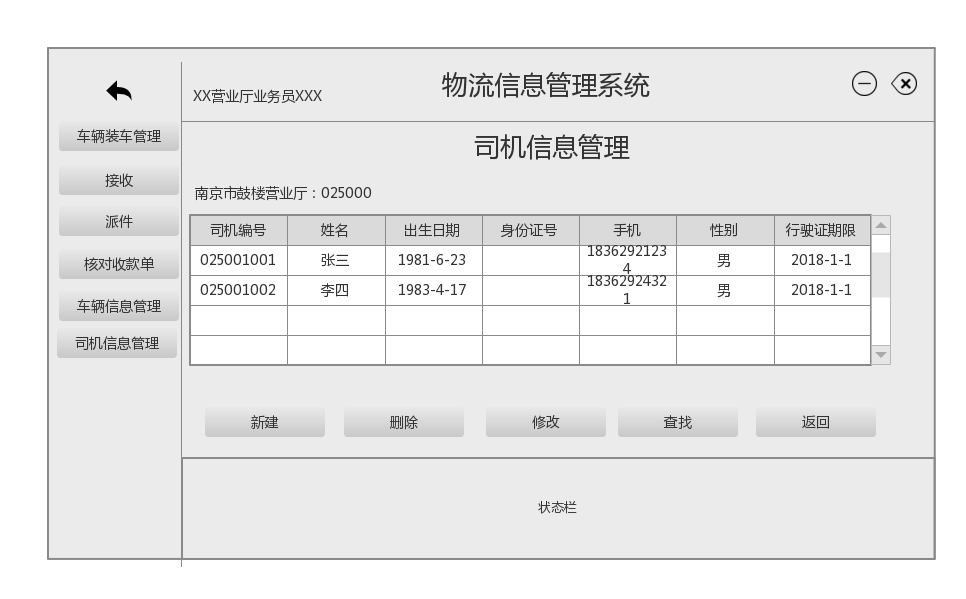 物流信息管理系统
XX营业厅业务员XXX
车辆装车管理
接收
派件
核对收款单
车辆信息管理
司机信息管理
司机信息管理
南京市鼓楼营业厅：025000
司机编号 姓名 出生日期 身份证号 手机 性别 行驶证期限
025001001 张三 1981-6-23 18362921234 男 2018-1-1
025001002 李四 1983-4-17 18362924321 男 2018-1-1
新建 删除 修改 查找 返回
状态栏